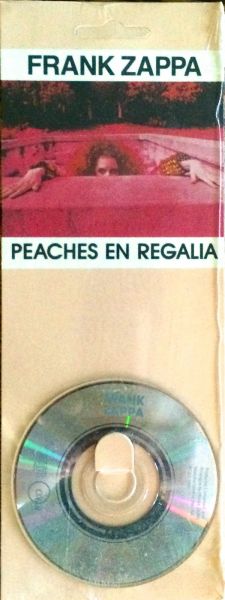 FRANK ZAPPA
PEACHES EN REGALIA
FRANK
ZAPPA